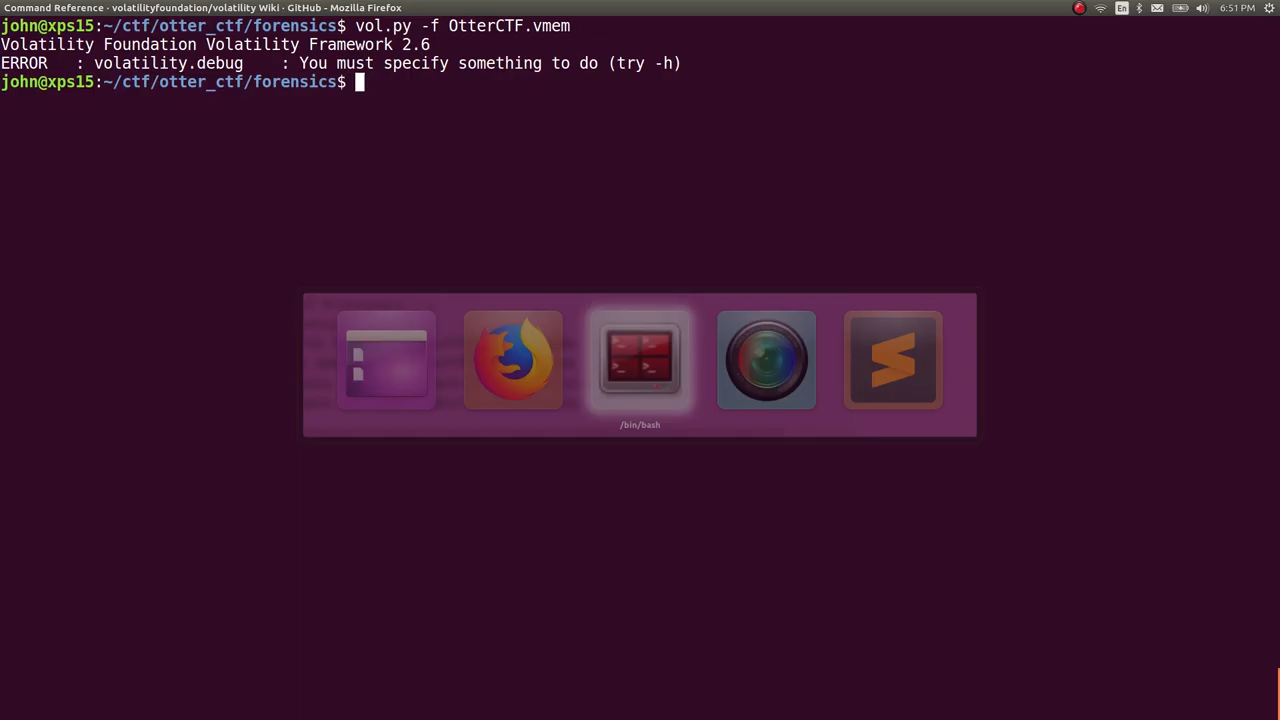 Command Reference · volatilityfoundation/volatility Wiki · GitHub - Mozilla Firefox
En
6:51 PM
john@xps15:~/ctf/otter_ctf/forensics$ vol.py -f OtterCTF.vmem
Volatility Foundation Volatility Framework 2.6
ERROR   : volatility.debug    : You must specify something to do (try -h)
john@xps15:~/ctf/otter_ctf/forensics$
/bin/bash